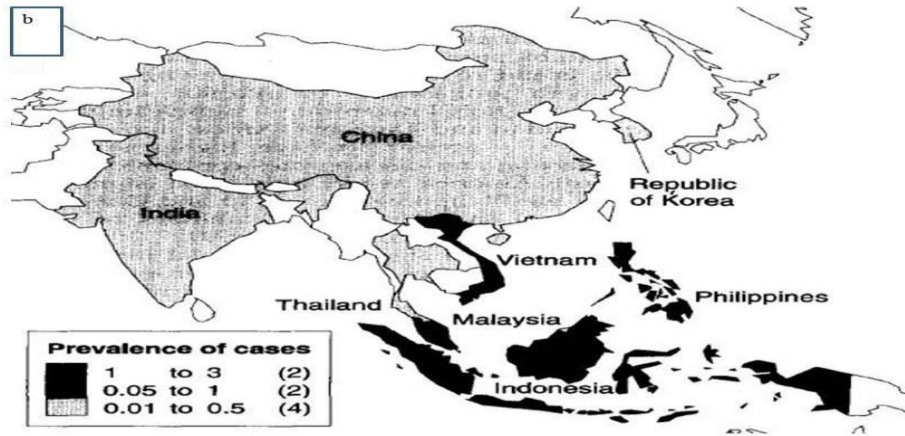 b
China
Republic
of Korea
India
Vietnam
Philippines
Thailand
Malaysia
Indonesia
Prevalence of cases
1 to 3 (2)
0.05 to 1 (2)
0.01 to 0.5 (4)